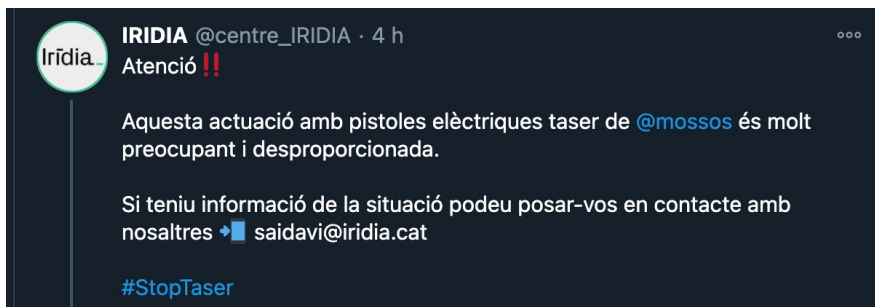 IRIDIA @centre_IRIDIA · 4 h
Irīdia_
Atenció‼️
Aquesta actuació amb pistoles elèctriques taser de @mossos és molt
preocupant i desproporcionada.
Si teniu informació de la situació podeu posar-vos en contacte amb
nosaltres 📲 saidavi@iridia.cat
#StopTaser